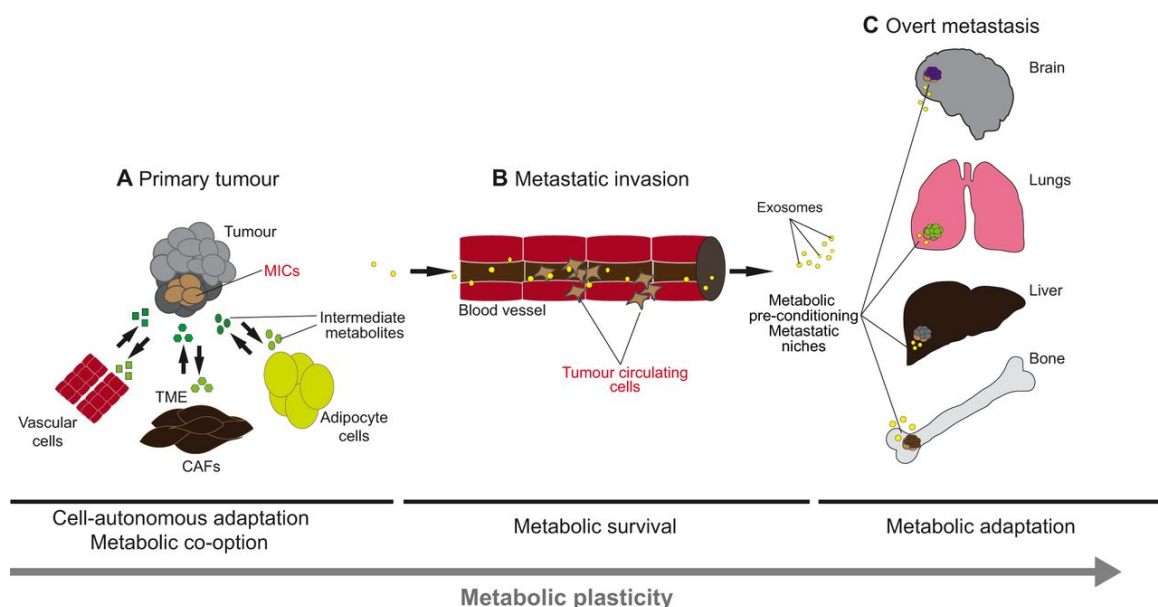 C Overt metastasis
Brain
A Primary tumour
B Metastatic invasion
Lungs
Tumour
Exosomes
MICs
Liver
Intermediate
metabolites
Blood vessel
Metabolic
pre-conditioning
Metastatic
niches
Bone
Tumour circulating
cells
TME
Vascular
cells
Adipocyte
cells
CAFs
Cell-autonomous adaptation
Metabolic co-option
Metabolic survival
Metabolic adaptation
Metabolic plasticity